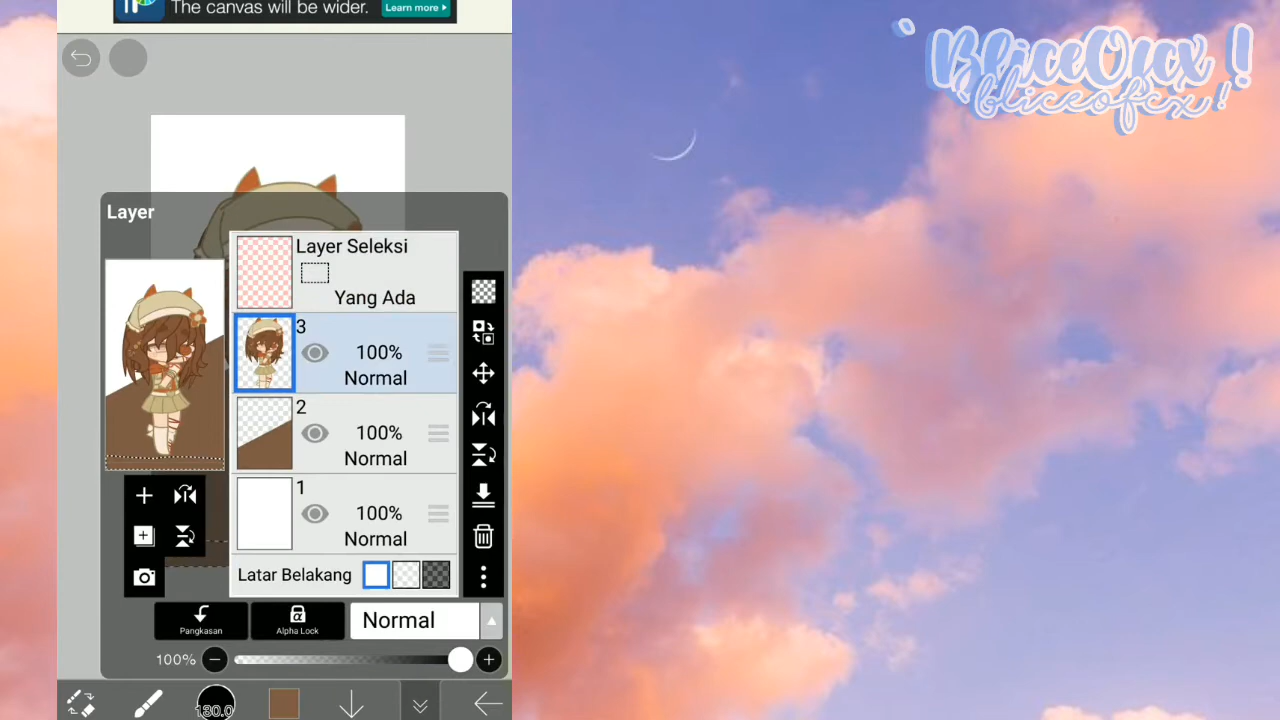 The canvas will be wider.
Learn more
BliceOfcx !
bliceofcx !
Layer
Layer Seleksi
Yang Ada
3
100%
Normal
2
100%
Normal
1
100%
Normal
Latar Belakang
Pangkasan
Alpha Lock
Normal
100%
130.0